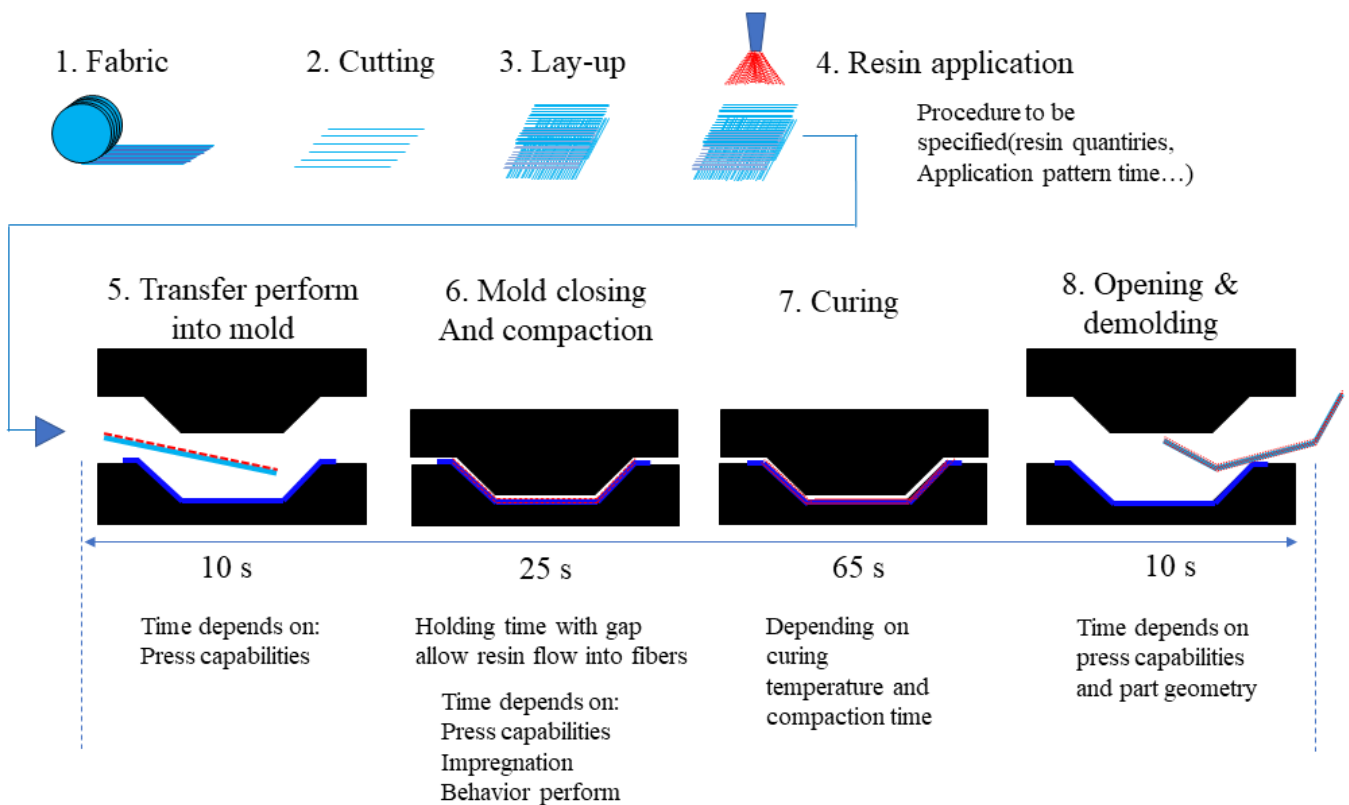 1. Fabric
2. Cutting
3. Lay-up
4. Resin application
Procedure to be
specified(resin quantiries,
Application pattern time…)
5. Transfer perform
into mold
6. Mold closing
And compaction
7. Curing
8. Opening &
demolding
10 s
25 s
65 s
10 s
Time depends on:
Press capabilities
Holding time with gap
allow resin flow into fibers
Time depends on:
Press capabilities
Impregnation
Behavior perform
Depending on
curing
temperature and
compaction time
Time depends on
press capabilities
and part geometry